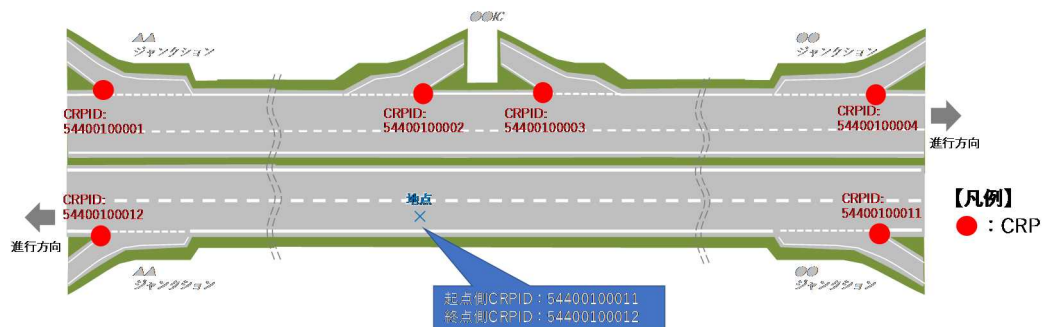 ●●IC
▲▲
ジャンクション
●●
ジャンクション
CRPID:
54400100001
CRPID:
54400100002
CRPID:
54400100003
CRPID:
54400100004
進行方向
CRPID:
54400100012
地点
CRPID:
54400100011
【凡例】
：CRP
進行方向
▲▲
ジャンクション
●●
ジャンクション
起点側CRPID：54400100011
終点側CRPID：54400100012